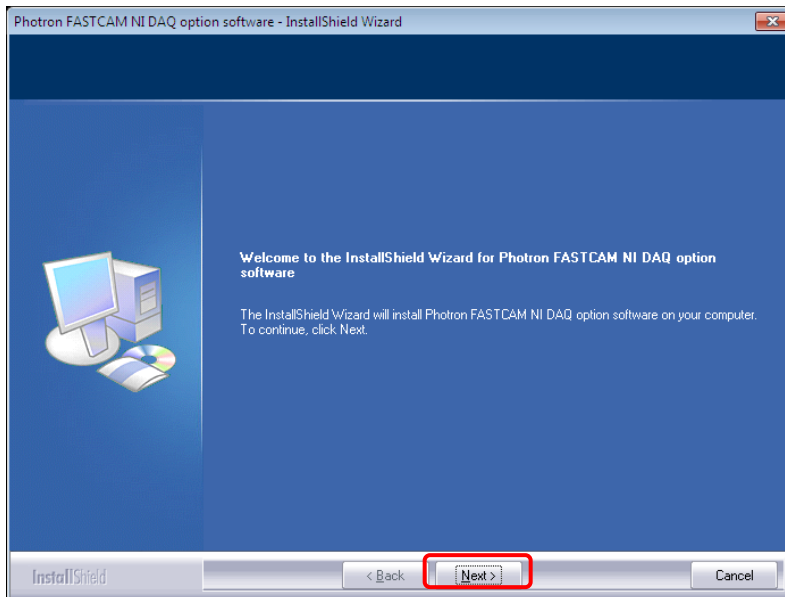 Photron FASTCAM NI DAQ option software - InstallShield Wizard
Welcome to the InstallShield Wizard for Photron FASTCAM NI DAQ option
software
The InstallShield Wizard will install Photron FASTCAM NI DAQ option software on your computer.
To continue, click Next.
InstallShield
< Back
Next >
Cancel